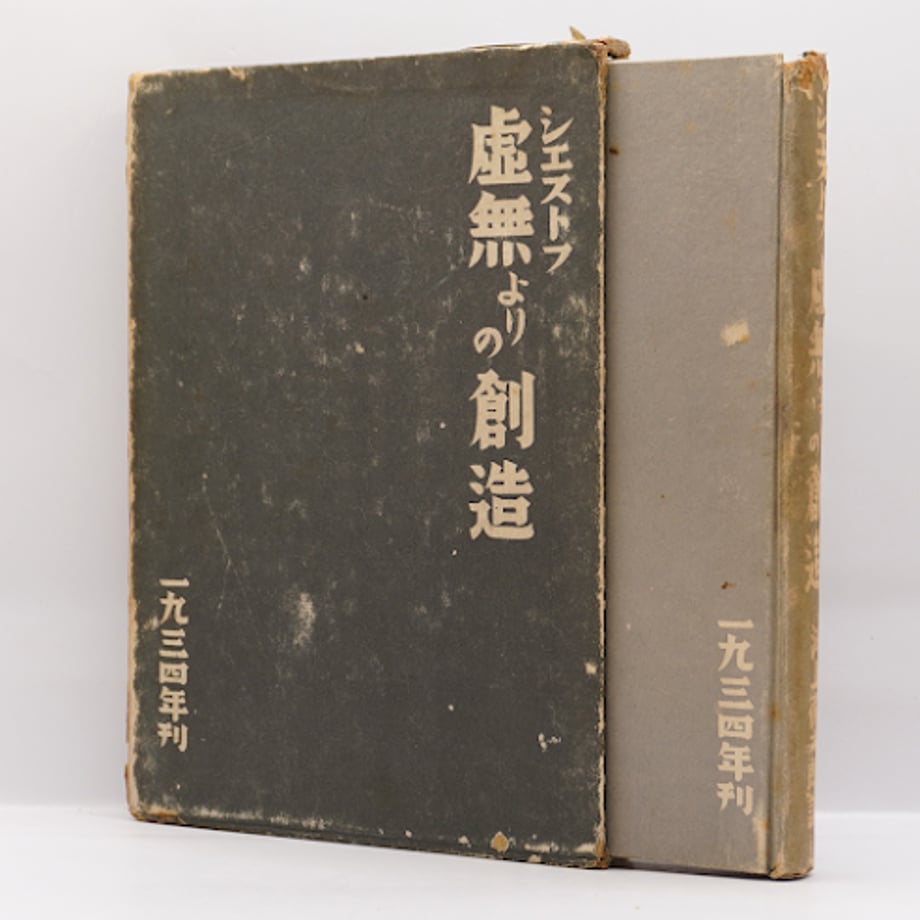 シエストフ
虚無よりの創造
一九三四年刊
一九三四年刊